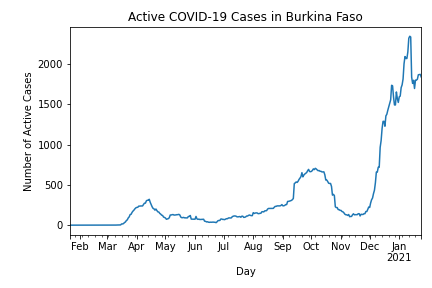 Active COVID-19 Cases in Burkina Faso
Number of Active Cases
2000
1500
1000
500
0
Feb Mar Apr May Jun Jul Aug Sep Oct Nov Dec Jan
2021
Day